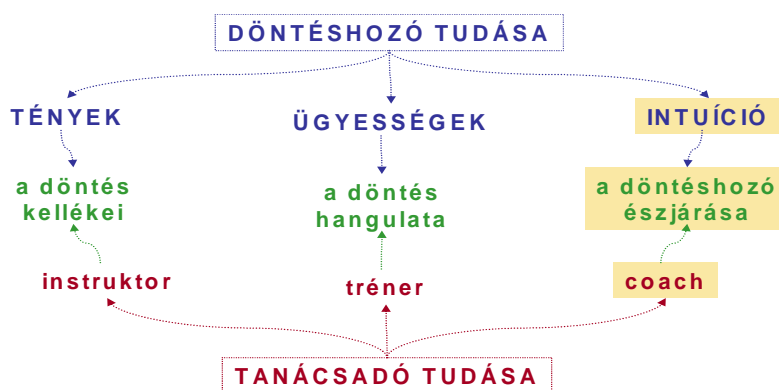 DÖNTÉSHOZÓ TUDÁSA
TÉNYEK
ÜGYESSÉGEK
INTUÍCIÓ
a döntés
kellékei
a döntés
hangulata
a döntéshozó
észjárása
instruktor
tréner
coach
TANÁCSADÓ TUDÁSA